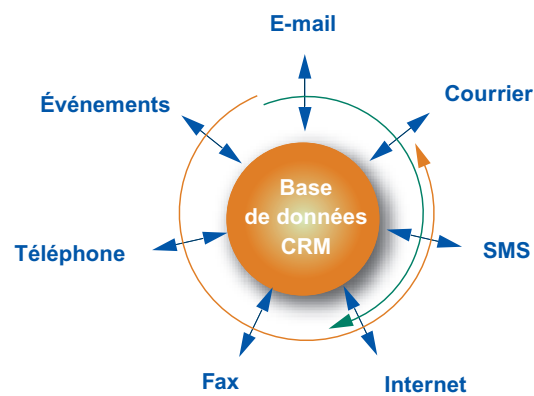 E-mail
Courrier
Événements
Base
de données
CRM
Téléphone
SMS
Fax
Internet